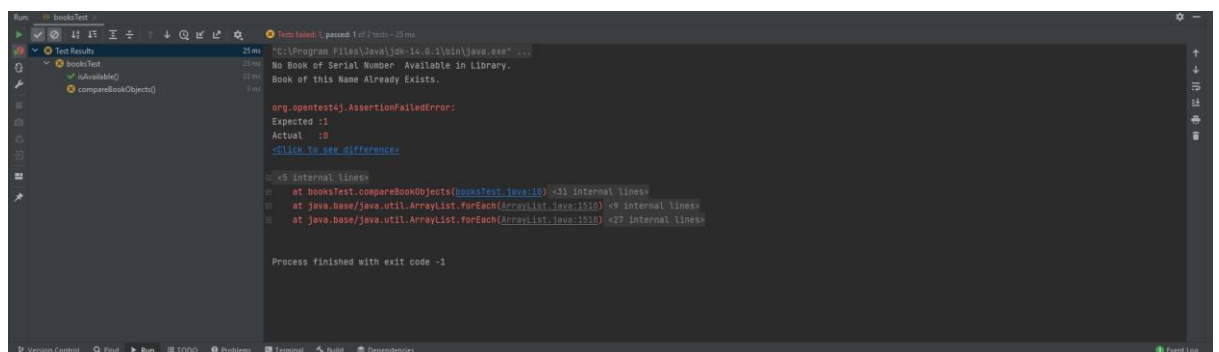 Run: booksTest
Tests failed: 1, passed: 1 of 2 tests – 25 ms
Test Results 25 ms
booksTest 25 ms
isAvailable() 22 ms
compareBookObjects() 3 ms
"C:\Program Files\Java\jdk-14.0.1\bin\java.exe" ...
No Book of Serial Number  Available in Library.
Book of this Name Already Exists.
org.opentest4j.AssertionFailedError:
Expected :1
Actual   :0
<Click to see difference>
<5 internal lines>
at booksTest.compareBookObjects(booksTest.java:10) <31 internal lines>
at java.base/java.util.ArrayList.forEach(ArrayList.java:1510) <9 internal lines>
at java.base/java.util.ArrayList.forEach(ArrayList.java:1510) <27 internal lines>
Process finished with exit code -1
Version Control Find Run TODO Problems Terminal Build Dependencies Event Log